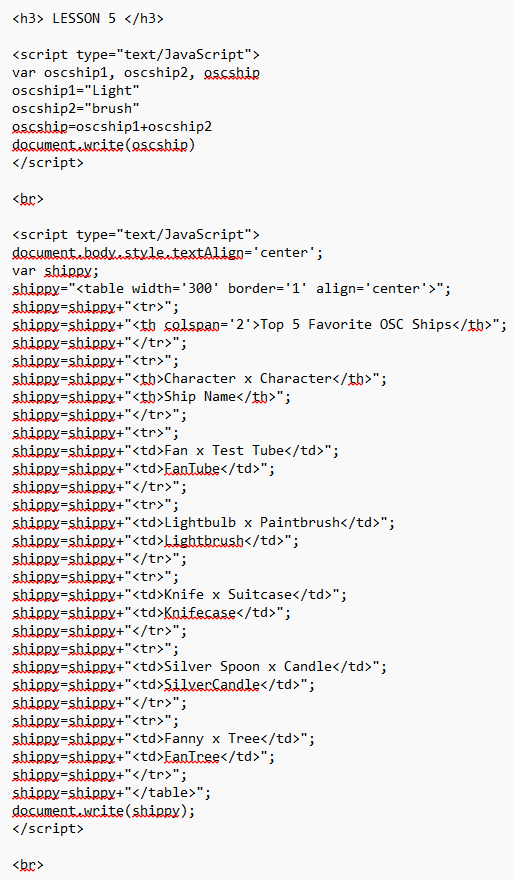 <h3> LESSON 5 </h3>
<script type="text/JavaScript">
var oscship1, oscship2, oscship
oscship1="Light"
oscship2="brush"
oscship=oscship1+oscship2
document.write(oscship)
</script>
<br>
<script type="text/JavaScript">
document.body.style.textAlign='center';
var shippy;
shippy="<table width='300' border='1' align='center'>";
shippy=shippy+"<tr>";
shippy=shippy+"<th colspan='2'>Top 5 Favorite OSC Ships</th>";
shippy=shippy+"</tr>";
shippy=shippy+"<tr>";
shippy=shippy+"<th>Character x Character</th>";
shippy=shippy+"<th>Ship Name</th>";
shippy=shippy+"</tr>";
shippy=shippy+"<tr>";
shippy=shippy+"<td>Fan x Test Tube</td>";
shippy=shippy+"<td>FanTube</td>";
shippy=shippy+"</tr>";
shippy=shippy+"<tr>";
shippy=shippy+"<td>Lightbulb x Paintbrush</td>";
shippy=shippy+"<td>Lightbrush</td>";
shippy=shippy+"</tr>";
shippy=shippy+"<tr>";
shippy=shippy+"<td>Knife x Suitcase</td>";
shippy=shippy+"<td>Knifecase</td>";
shippy=shippy+"</tr>";
shippy=shippy+"<tr>";
shippy=shippy+"<td>Silver Spoon x Candle</td>";
shippy=shippy+"<td>SilverCandle</td>";
shippy=shippy+"</tr>";
shippy=shippy+"<tr>";
shippy=shippy+"<td>Fanny x Tree</td>";
shippy=shippy+"<td>FanTree</td>";
shippy=shippy+"</tr>";
shippy=shippy+"</table>";
document.write(shippy);
</script>
<br>